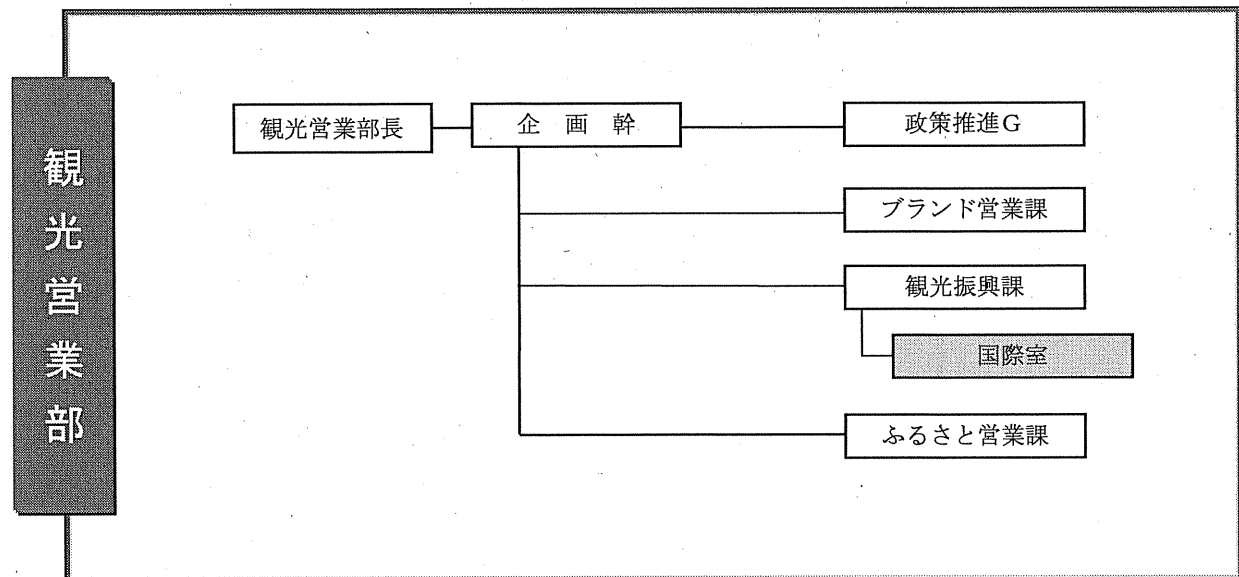 観光営業部
観光営業部長
企画幹
政策推進G
ブランド営業課
観光振興課
国際室
ふるさと営業課